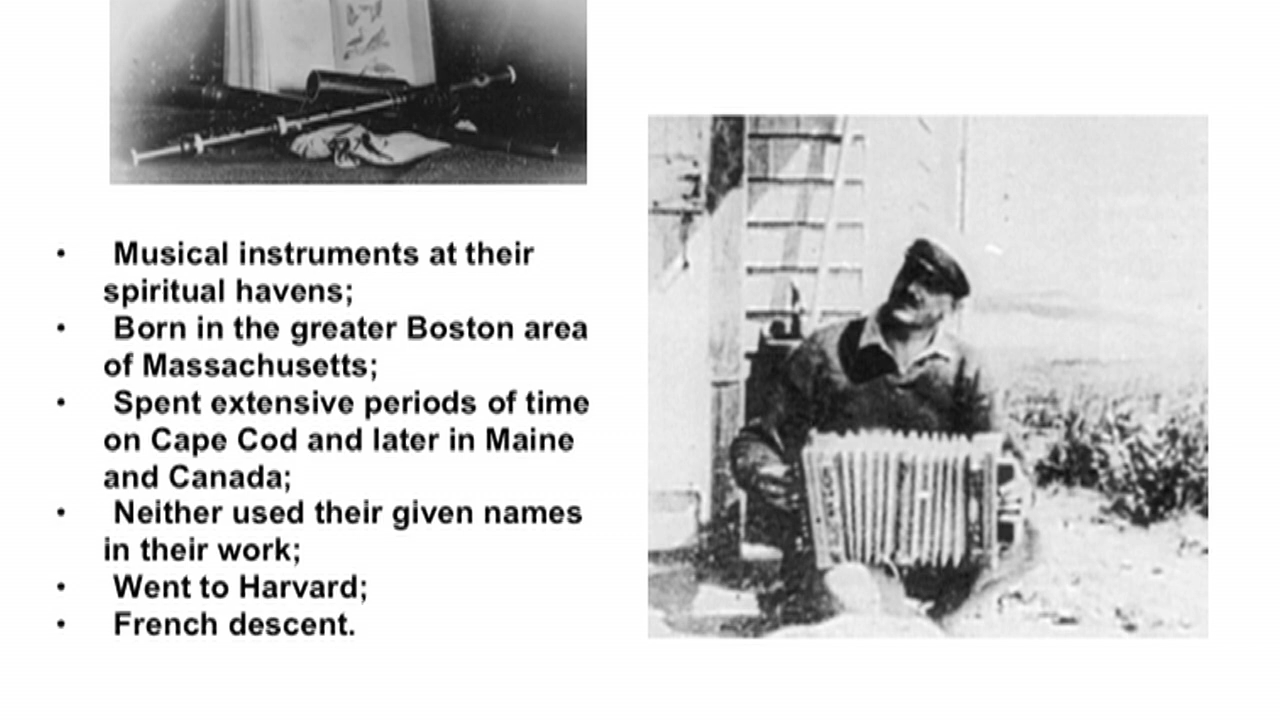 • Musical instruments at their
spiritual havens;
• Born in the greater Boston area
of Massachusetts;
• Spent extensive periods of time
on Cape Cod and later in Maine
and Canada;
• Neither used their given names
in their work;
• Went to Harvard;
• French descent.